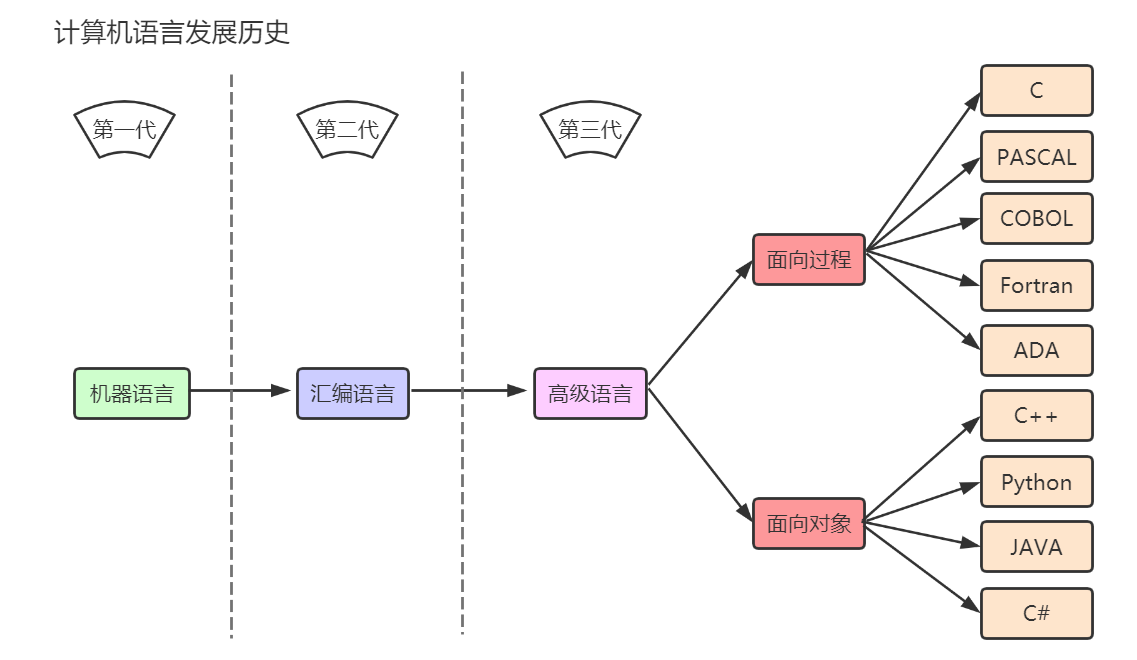 计算机语言发展历史
第一代
第二代
第三代
机器语言
汇编语言
高级语言
面向过程
面向对象
C
PASCAL
COBOL
Fortran
ADA
C++
Python
JAVA
C#